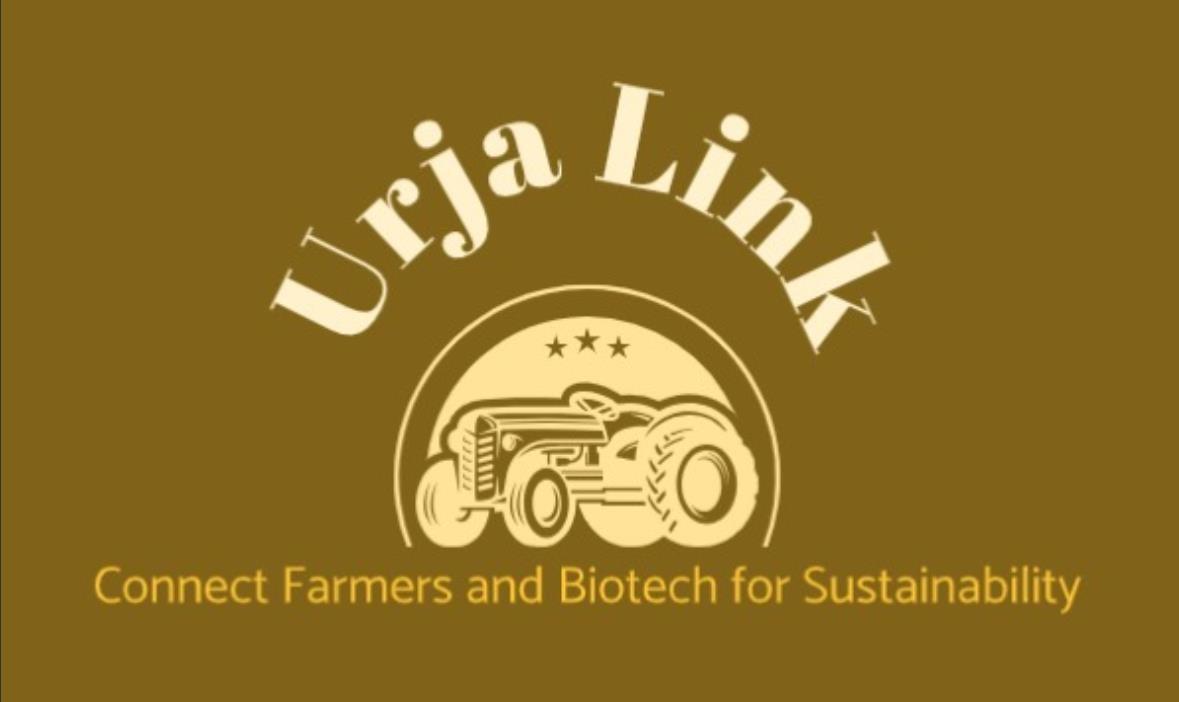 Urja Link
Connect Farmers and Biotech for Sustainability